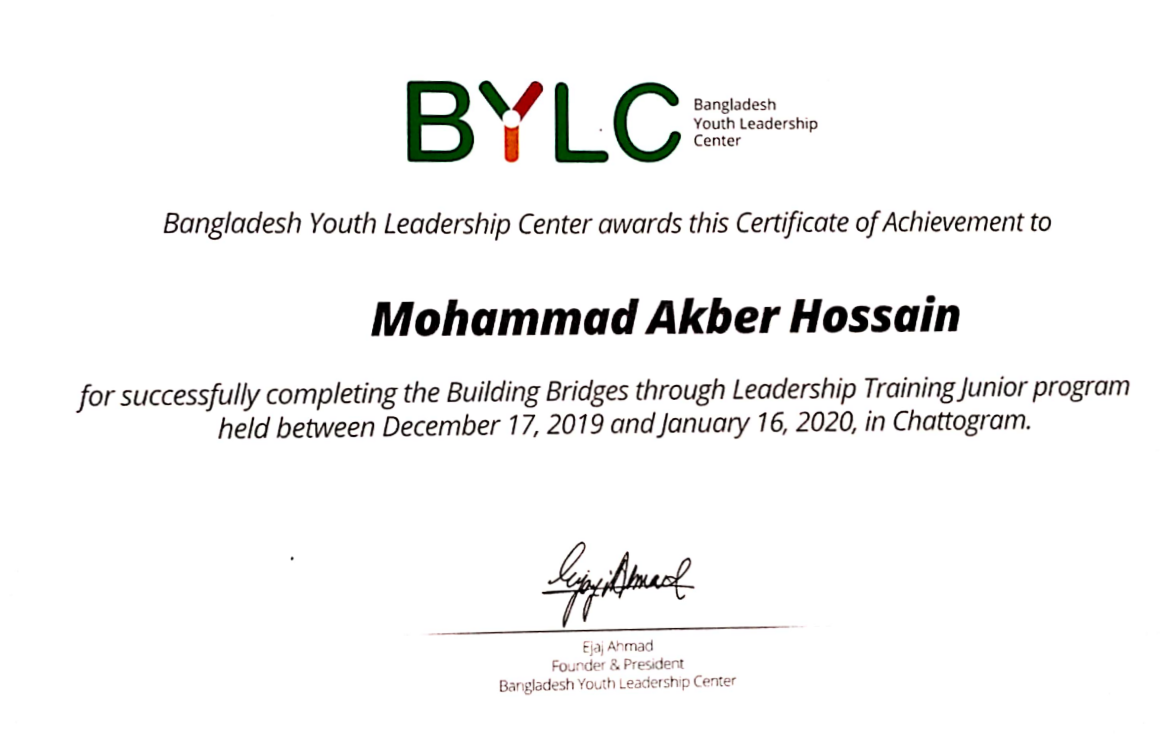 BYLC
Bangladesh
Youth Leadership
Center
Bangladesh Youth Leadership Center awards this Certificate of Achievement to
Mohammad Akber Hossain
for successfully completing the Building Bridges through Leadership Training Junior program
held between December 17, 2019 and January 16, 2020, in Chattogram.
Ejaj Ahmad
Ejaj Ahmad
Founder & President
Bangladesh Youth Leadership Center